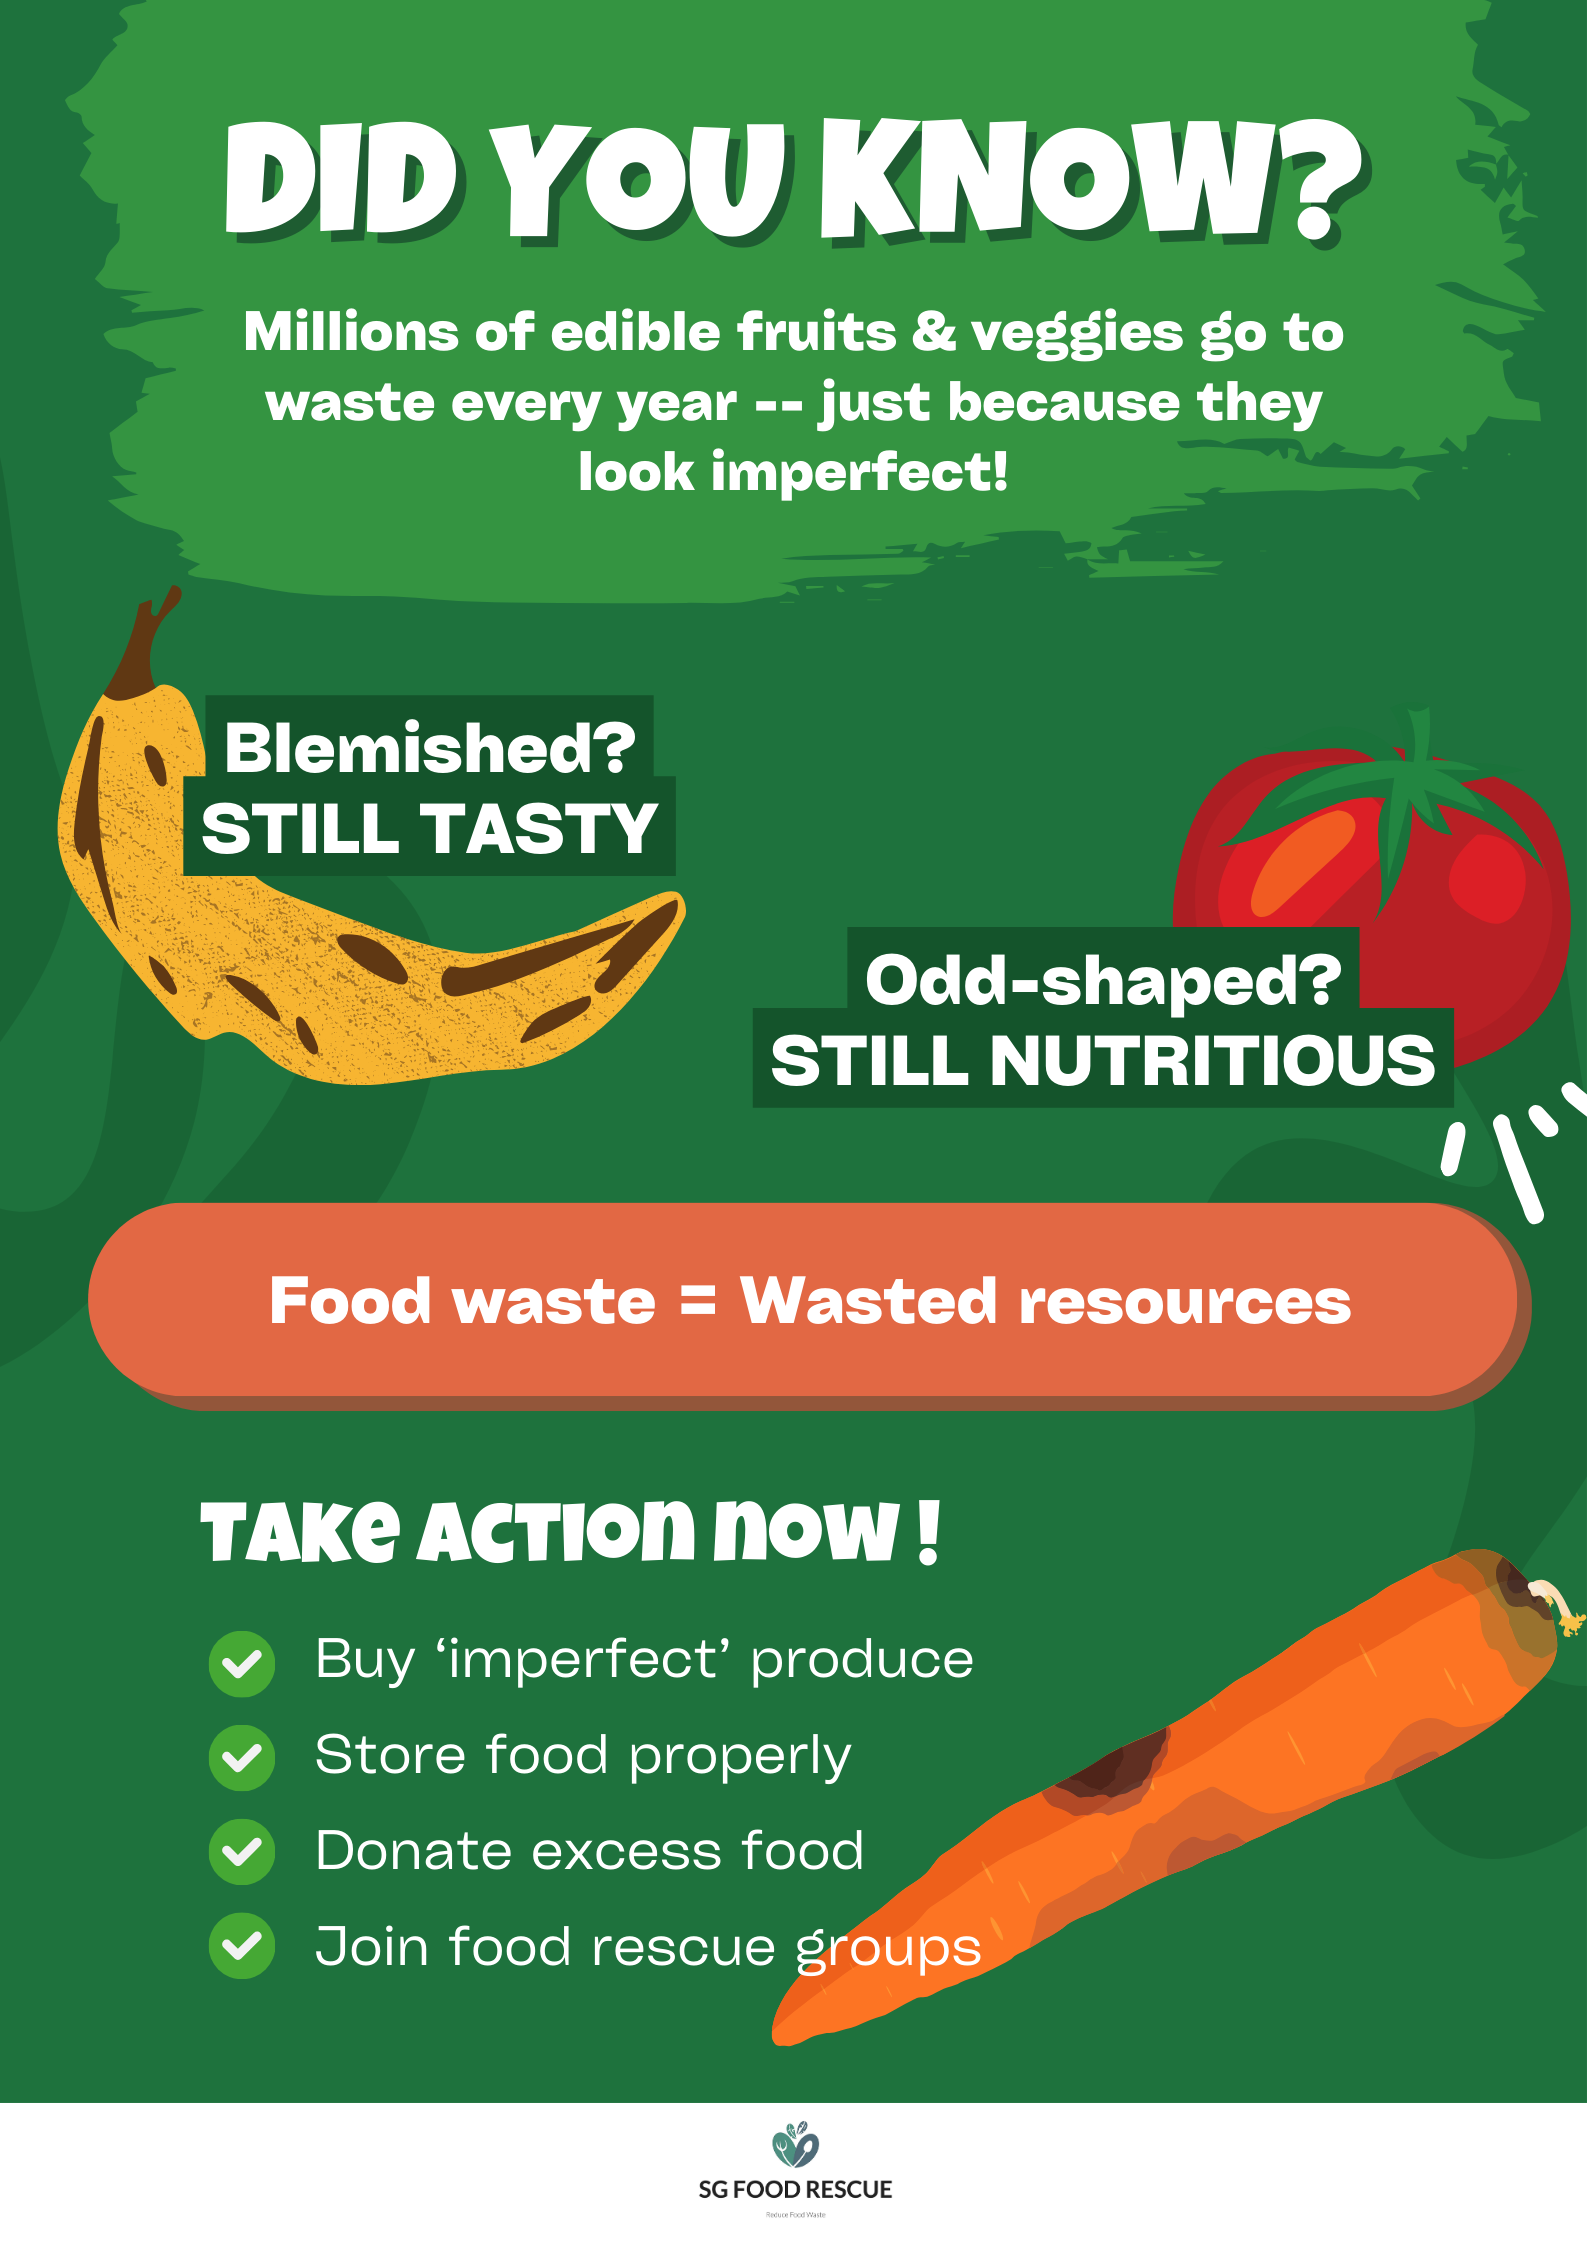 DID YOU KNOW?
Millions of edible fruits & veggies go to
waste every year -- just because they
look imperfect!
Blemished?
STILL TASTY
Odd-shaped?
STILL NUTRITIOUS
Food waste = Wasted resources
TAKe ACTIOn nOW!
Buy ‘imperfect’ produce
Store food properly
Donate excess food
Join food rescue groups
SG FOOD RESCUE
Reduce Food Waste